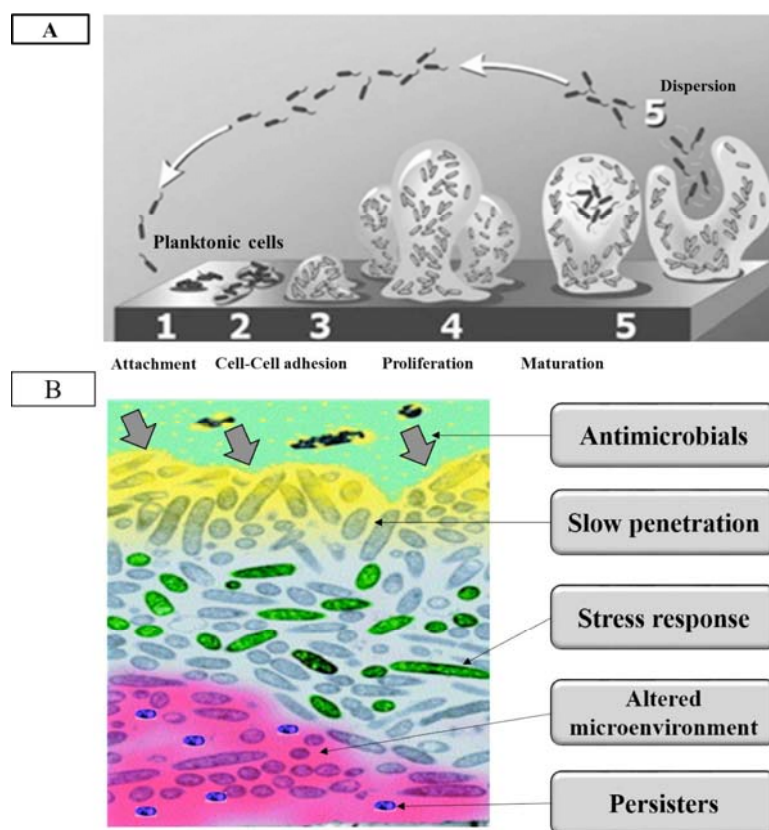 A
Dispersion
5
Planktonic cells
1 2 3 4 5
Attachment Cell-Cell adhesion Proliferation Maturation
B
Antimicrobials
Slow penetration
Stress response
Altered
microenvironment
Persisters